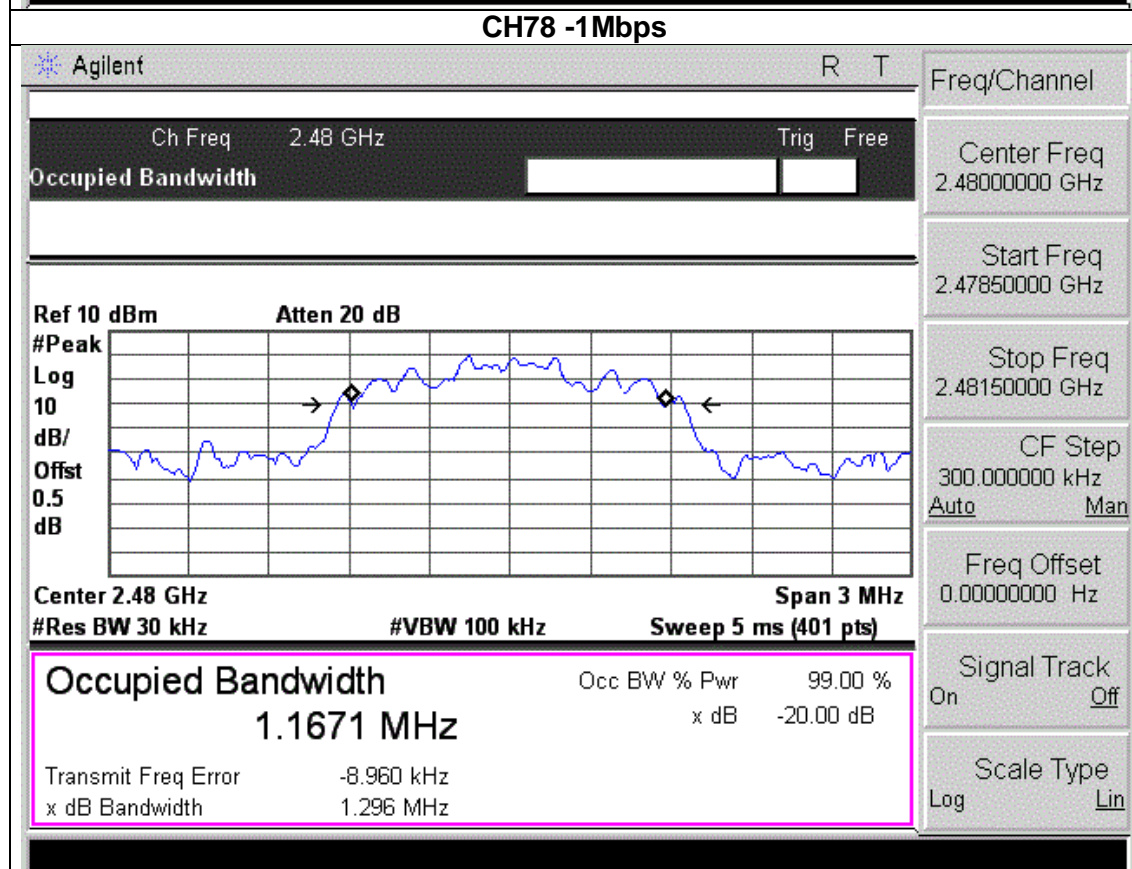 CH78 -1Mbps
Agilent R T
Ch Freq 2.48 GHz Trig Free
Occupied Bandwidth
Ref 10 dBm Atten 20 dB
#Peak
Log
10
dB/
Offst
0.5
dB
Center 2.48 GHz Span 3 MHz
#Res BW 30 kHz #VBW 100 kHz Sweep 5 ms (401 pts)
Occupied Bandwidth
1.1671 MHz
Occ BW % Pwr 99.00 %
x dB -20.00 dB
Transmit Freq Error -8.960 kHz
x dB Bandwidth 1.296 MHz
Freq/Channel
Center Freq
2.48000000 GHz
Start Freq
2.47850000 GHz
Stop Freq
2.48150000 GHz
CF Step
300.000000 kHz
Auto Man
Freq Offset
0.00000000 Hz
Signal Track
On Off
Scale Type
Log Lin